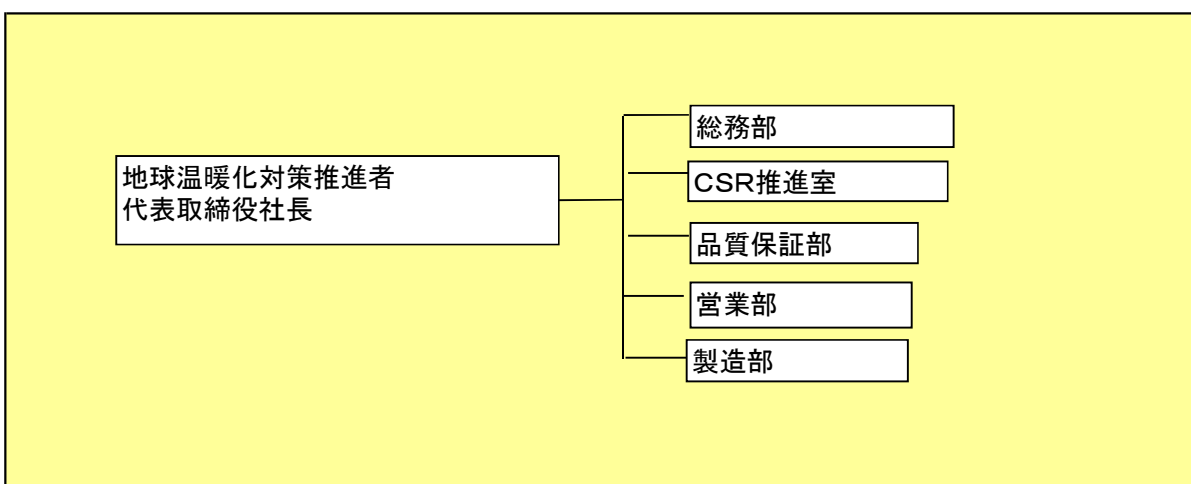 地球温暖化対策推進者
代表取締役社長
総務部
CSR推進室
品質保証部
営業部
製造部